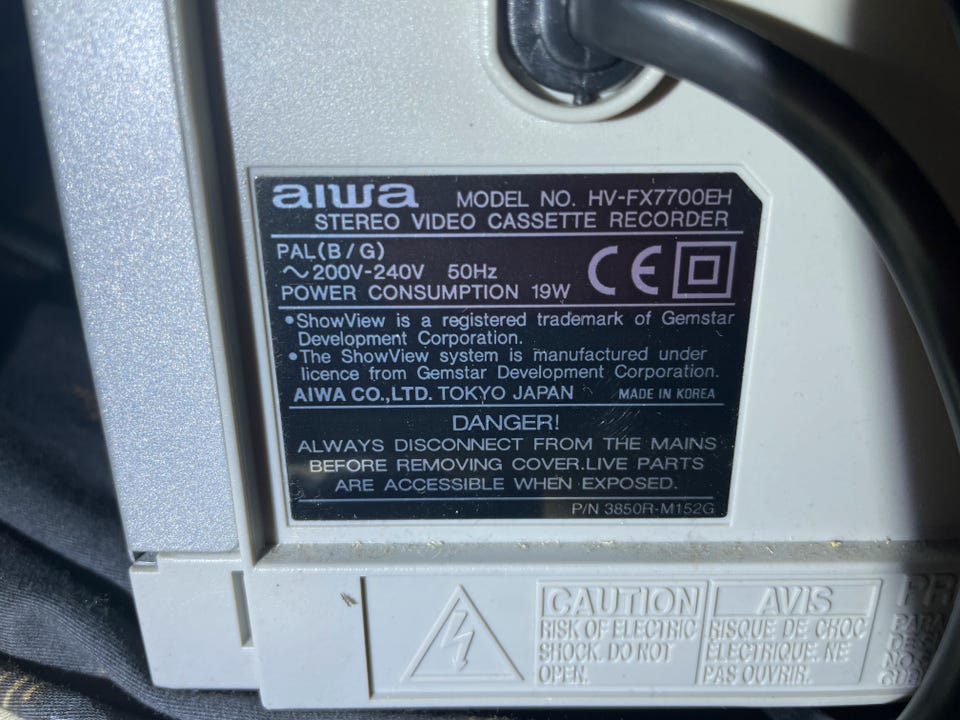 aiwa MODEL NO. HV-FX7700EH
STEREO VIDEO CASSETTE RECORDER
PAL(B/G)
~200V-240V 50Hz
POWER CONSUMPTION 19W
CE
•ShowView is a registered trademark of Gemstar
Development Corporation.
•The ShowView system is manufactured under
licence from Gemstar Development Corporation.
AIWA CO.,LTD. TOKYO JAPAN MADE IN KOREA
DANGER!
ALWAYS DISCONNECT FROM THE MAINS
BEFORE REMOVING COVER.LIVE PARTS
ARE ACCESSIBLE WHEN EXPOSED.
P/N 3850R-M152G
CAUTION
RISK OF ELECTRIC
SHOCK. DO NOT
OPEN.
AVIS
RISQUE DE CHOC
ÉLECTRIQUE. NE
PAS OUVRIR.